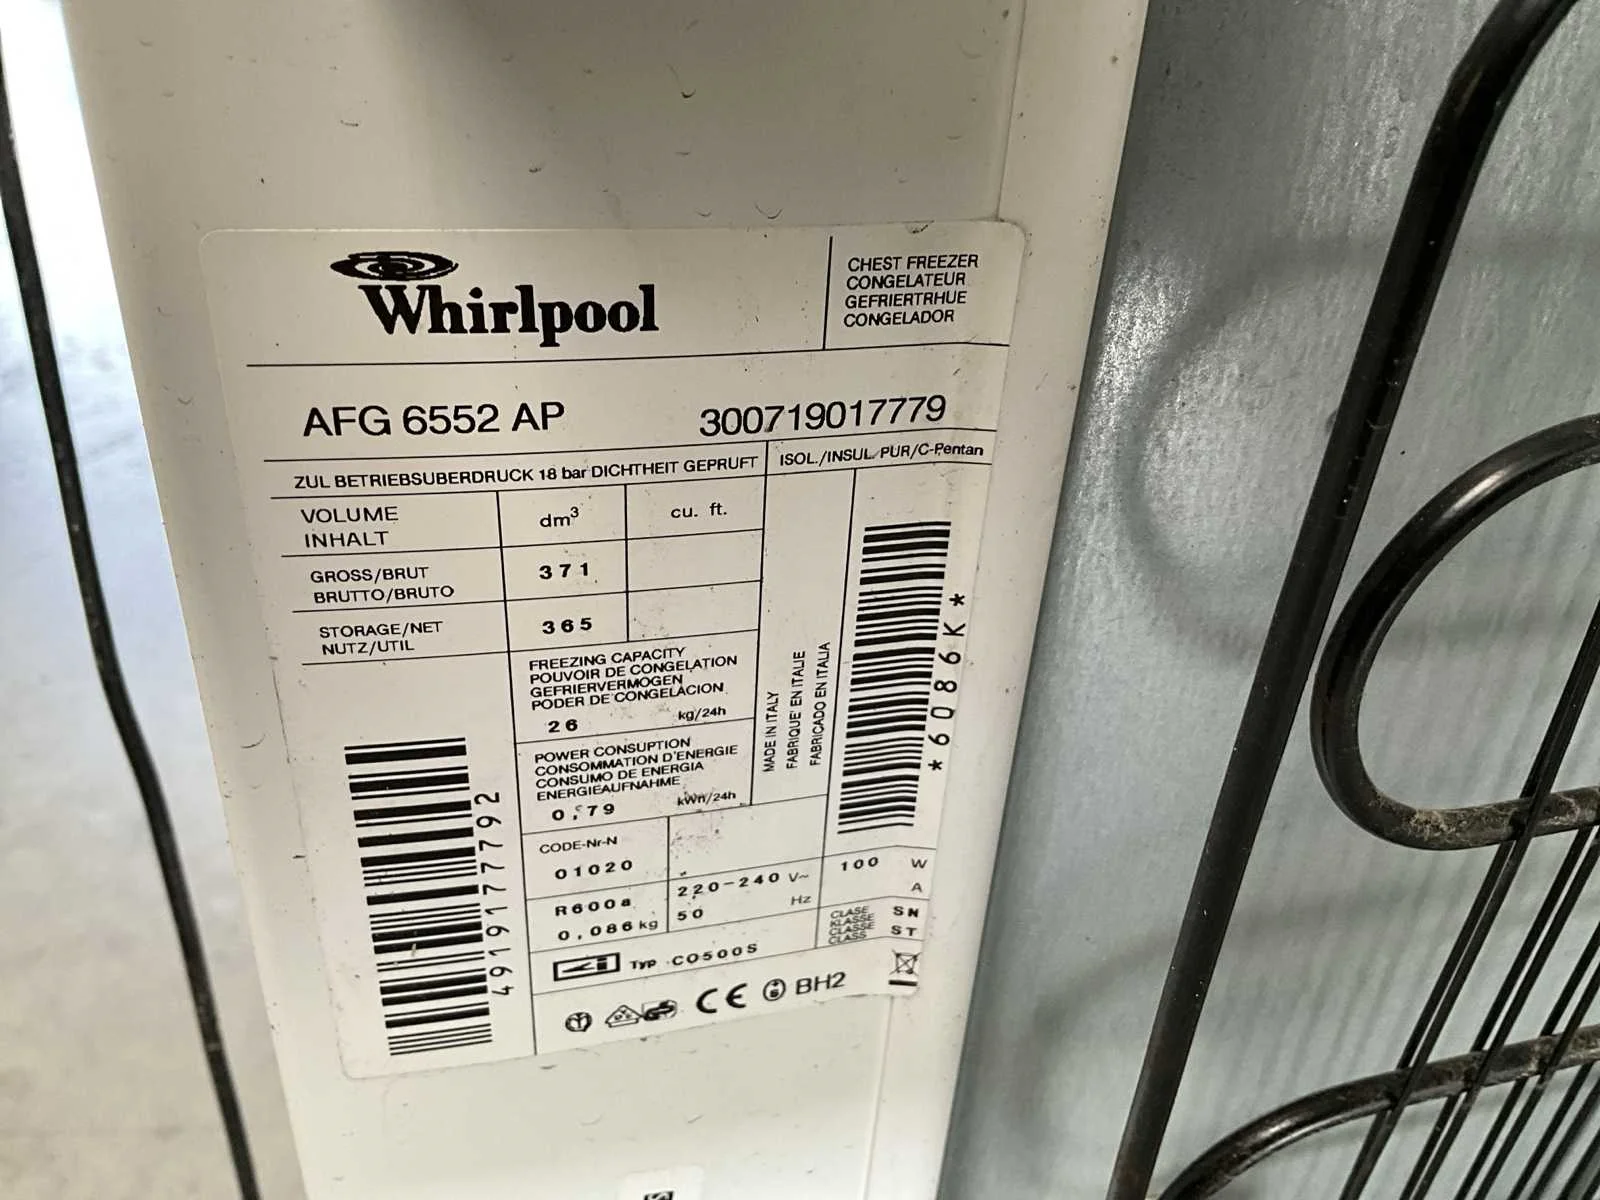 Whirlpool
CHEST FREEZER
CONGELATEUR
GEFRIERTRHUE
CONGELADOR
AFG 6552 AP
300719017779
ZUL BETRIEBSUBERDRUCK 18 bar DICHTHEIT GEPRUFT
ISOL./INSUL.PUR/C-Pentan
VOLUME
INHALT
dm³
cu. ft.
GROSS/BRUT
BRUTTO/BRUTO
371
STORAGE/NET
NUTZ/UTIL
365
FREEZING CAPACITY
POUVOIR DE CONGELATION
GEFRIERVERMOGEN
PODER DE CONGELACION
26 kg/24h
POWER CONSUPTION
CONSOMMATION D'ENERGIE
CONSUMO DE ENERGIA
ENERGIEAUFNAHME
0,79 kWh/24h
MADE IN ITALY
FABRIQUE' EN ITALIE
FABRICADO EN ITALIA
*6086K*
491917792
CODE-Nr-N
01020
R600a
0,086 kg
220-240 V~
50 Hz
100 W
A
CLASE
KLASSE
CLASSE
CLASS
SN
ST
Typ CO500S
CE
BH2